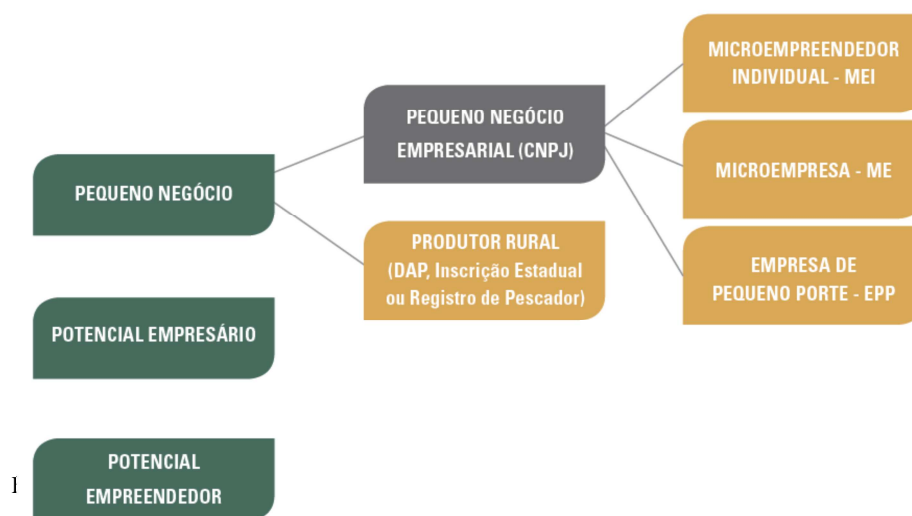 MICROEMPREENDEDOR
INDIVIDUAL - MEI
PEQUENO NEGÓCIO
EMPRESARIAL (CNPJ)
MICROEMPRESA - ME
PEQUENO NEGÓCIO
PRODUTOR RURAL
(DAP, Inscrição Estadual
ou Registro de Pescador)
EMPRESA DE
PEQUENO PORTE - EPP
POTENCIAL EMPRESÁRIO
POTENCIAL
EMPREENDEDOR